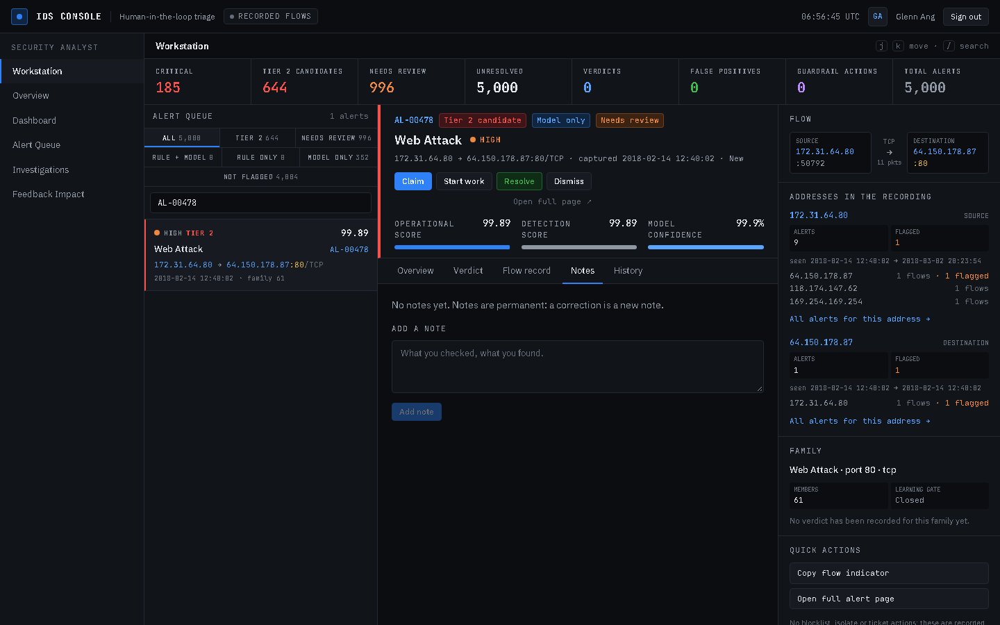 IDS CONSOLE
Human-in-the-loop triage
RECORDED FLOWS
06:56:45 UTC
GA
Glenn Ang
Sign out
SECURITY ANALYST
Workstation
Overview
Dashboard
Alert Queue
Investigations
Feedback Impact
Workstation
j k move · / search
CRITICAL
185
TIER 2 CANDIDATES
644
NEEDS REVIEW
996
UNRESOLVED
5,000
VERDICTS
0
FALSE POSITIVES
0
GUARDRAIL ACTIONS
0
TOTAL ALERTS
5,000
ALERT QUEUE
1 alerts
ALL 5,000
TIER 2 644
NEEDS REVIEW 996
RULE + MODEL 0
RULE ONLY 0
MODEL ONLY 352
NOT FLAGGED 4,004
AL-00478
HIGH TIER 2
99.89
Web Attack
AL-00478
172.31.64.80 → 64.150.178.87:80/TCP
2018-02-14 12:40:02 · family 61
AL-00478
Tier 2 candidate
Model only
Needs review
Web Attack
HIGH
172.31.64.80 → 64.150.178.87:80/TCP · captured 2018-02-14 12:40:02 · New
Claim
Start work
Resolve
Dismiss
Open full page ↗
OPERATIONAL SCORE
99.89
DETECTION SCORE
99.89
MODEL CONFIDENCE
99.9%
Overview
Verdict
Flow record
Notes
History
No notes yet. Notes are permanent: a correction is a new note.
ADD A NOTE
What you checked, what you found.
Add note
FLOW
SOURCE
172.31.64.80
:50792
TCP
→
11 pkts
DESTINATION
64.150.178.87
:80
ADDRESSES IN THE RECORDING
172.31.64.80
SOURCE
ALERTS
9
FLAGGED
1
seen 2018-02-14 12:40:02 → 2018-03-02 20:23:54
64.150.178.87
1 flows · 1 flagged
118.174.147.62
1 flows
169.254.169.254
1 flows
All alerts for this address →
64.150.178.87
DESTINATION
ALERTS
1
FLAGGED
1
seen 2018-02-14 12:40:02 → 2018-02-14 12:40:02
172.31.64.80
1 flows · 1 flagged
All alerts for this address →
FAMILY
Web Attack · port 80 · tcp
MEMBERS
61
LEARNING GATE
Closed
No verdict has been recorded for this family yet.
QUICK ACTIONS
Copy flow indicator
Open full alert page
No blocklist, isolate or ticket actions: these are recorded